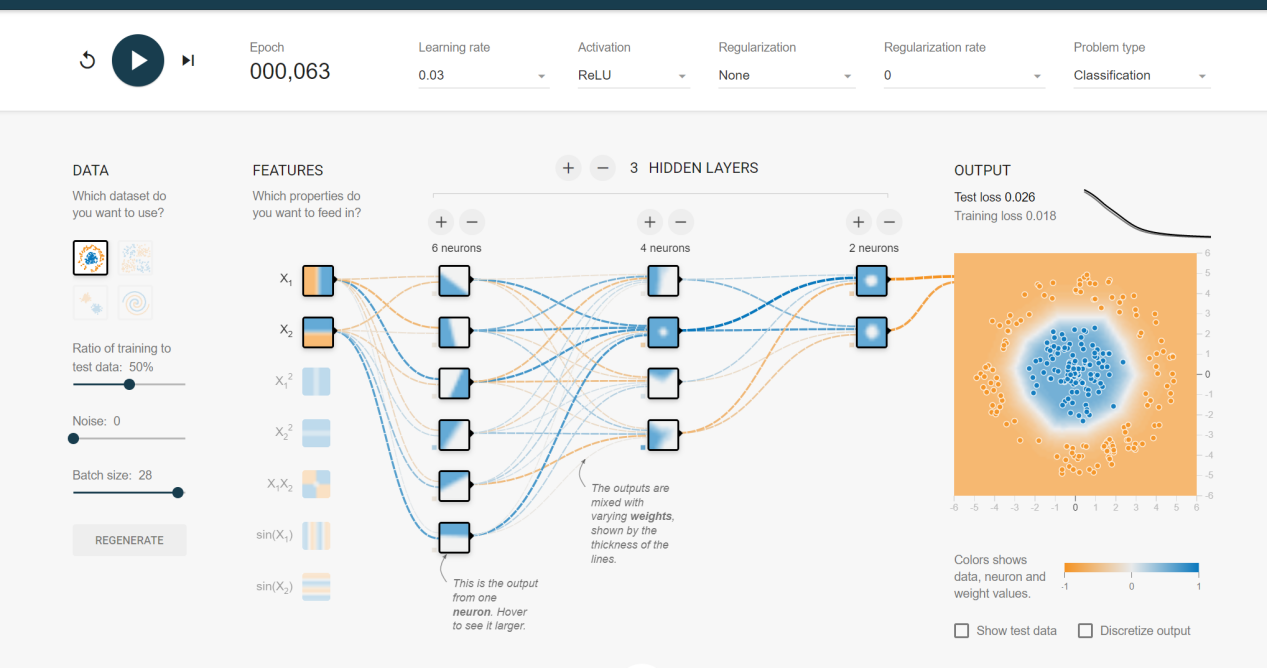 Epoch
000,063
Learning rate
0.03
Activation
ReLU
Regularization
None
Regularization rate
0
Problem type
Classification
DATA
Which dataset do
you want to use?
Ratio of training to
test data: 50%
Noise: 0
Batch size: 28
REGENERATE
FEATURES
Which properties do
you want to feed in?
X1
X2
X1²
X2²
X1X2
sin(X1)
sin(X2)
+ − 3 HIDDEN LAYERS
+ −
6 neurons
+ −
4 neurons
+ −
2 neurons
The outputs are
mixed with
varying weights,
shown by the
thickness of the
lines.
This is the output
from one
neuron. Hover
to see it larger.
OUTPUT
Test loss 0.026
Training loss 0.018
6
5
4
3
2
1
0
-1
-2
-3
-4
-5
-6
-6 -5 -4 -3 -2 -1 0 1 2 3 4 5 6
Colors shows
data, neuron and
weight values.
-1 0 1
Show test data
Discretize output